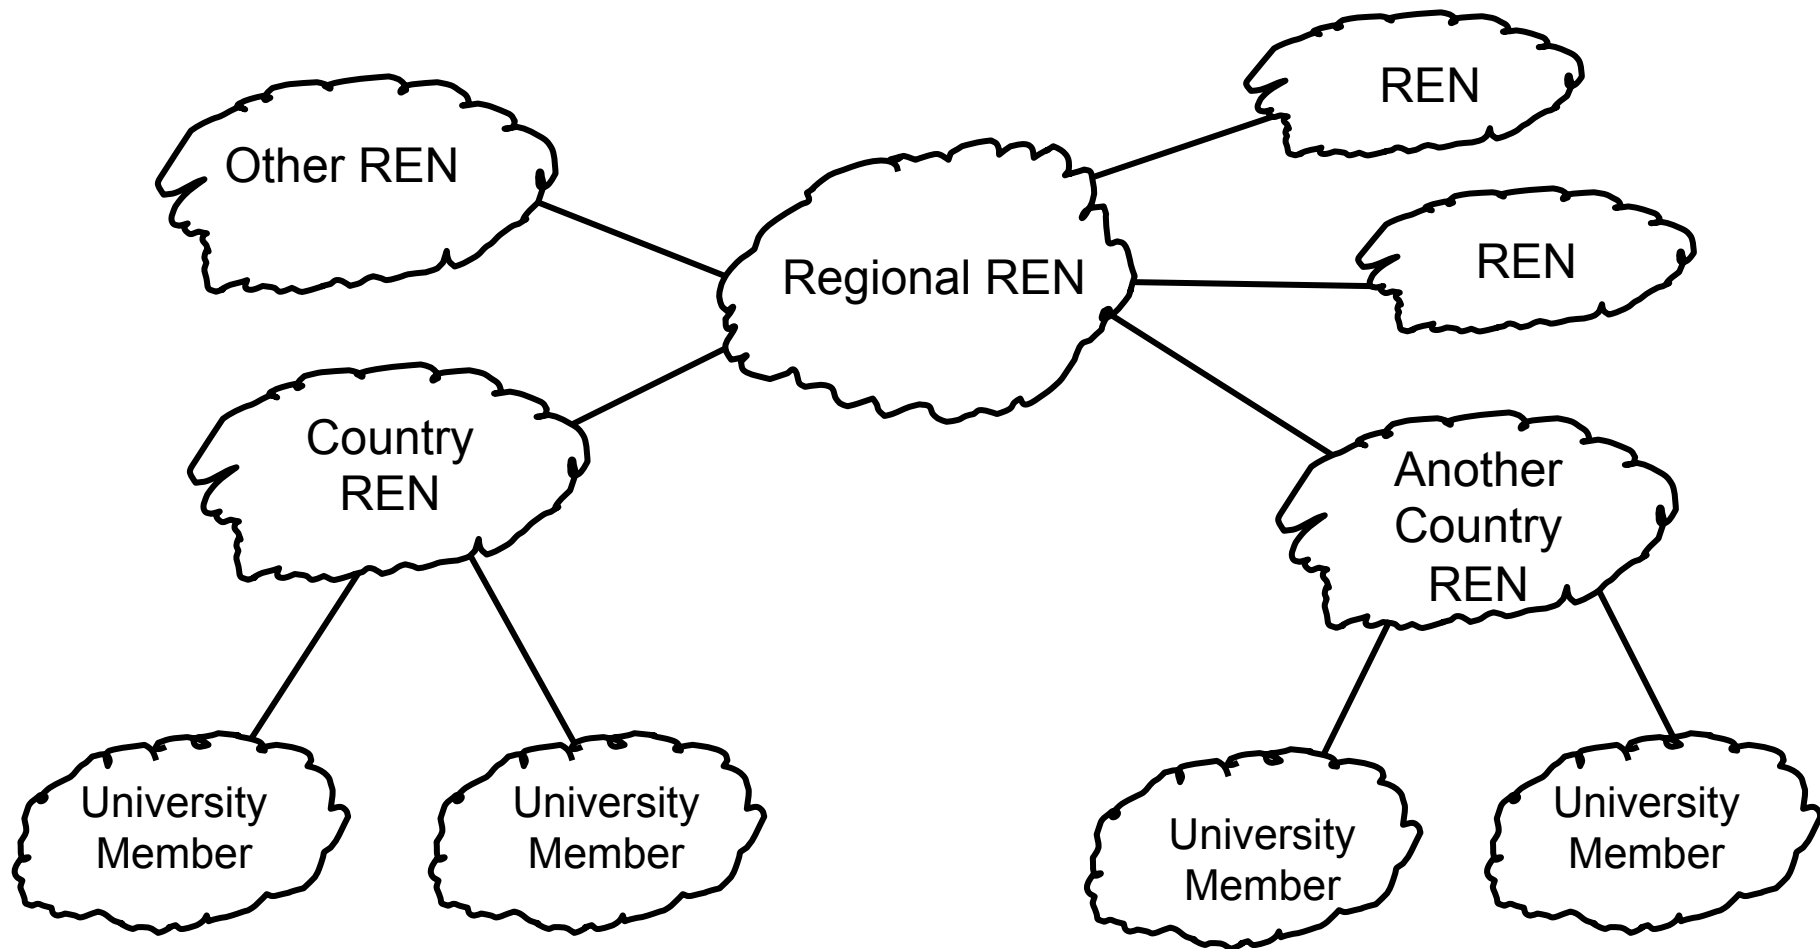 REN
Other REN
REN
Regional REN
Country
REN
Another
Country
REN
University
Member
University
Member
University
Member
University
Member